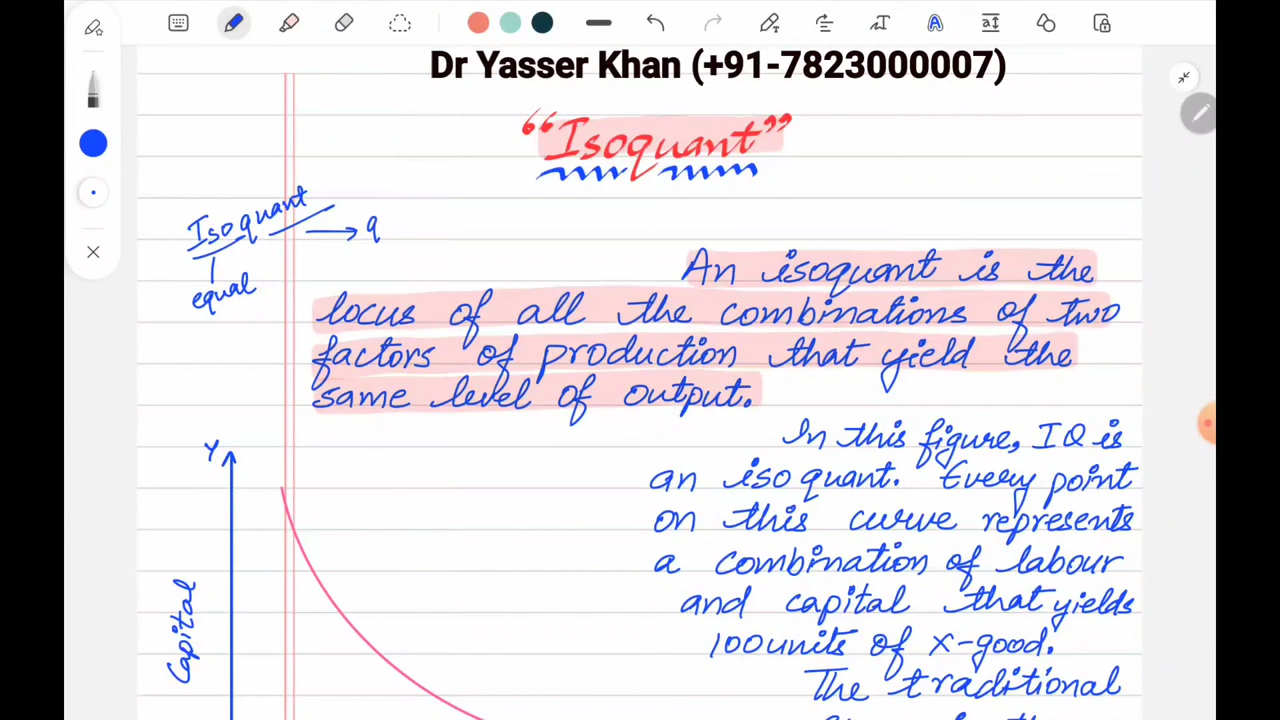 Dr Yasser Khan (+91-7823000007)
“Isoquant”
Isoquant → q
equal
An isoquant is the
locus of all the combinations of two
factors of production that yield the
same level of output.
In this figure, IQ is
an isoquant. Every point
on this curve represents
a combination of labour
and capital that yields
100 units of x-good.
The traditional
Y
Capital